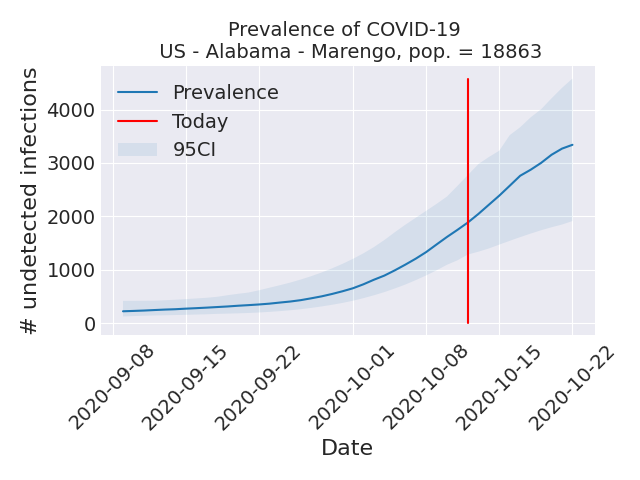 Prevalence of COVID-19
US - Alabama - Marengo, pop. = 18863
Prevalence
Today
95CI
# undetected infections
4000
3000
2000
1000
0
2020-09-08
2020-09-15
2020-09-22
2020-10-01
2020-10-08
2020-10-15
2020-10-22
Date